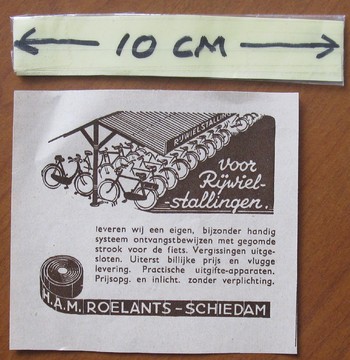 10 CM
RIJWIELSTALLING
voor
Rijwiel-
-stallingen.
leveren wij een eigen, bijzonder handig
systeem ontvangstbewijzen met gegomde
strook voor de fiets. Vergissingen uitge-
sloten. Uiterst billijke prijs en vlugge
levering. Practische uitgifte-apparaten.
Prijsopg. en inlicht. zonder verplichting.
H.A.M. ROELANTS - SCHIEDAM